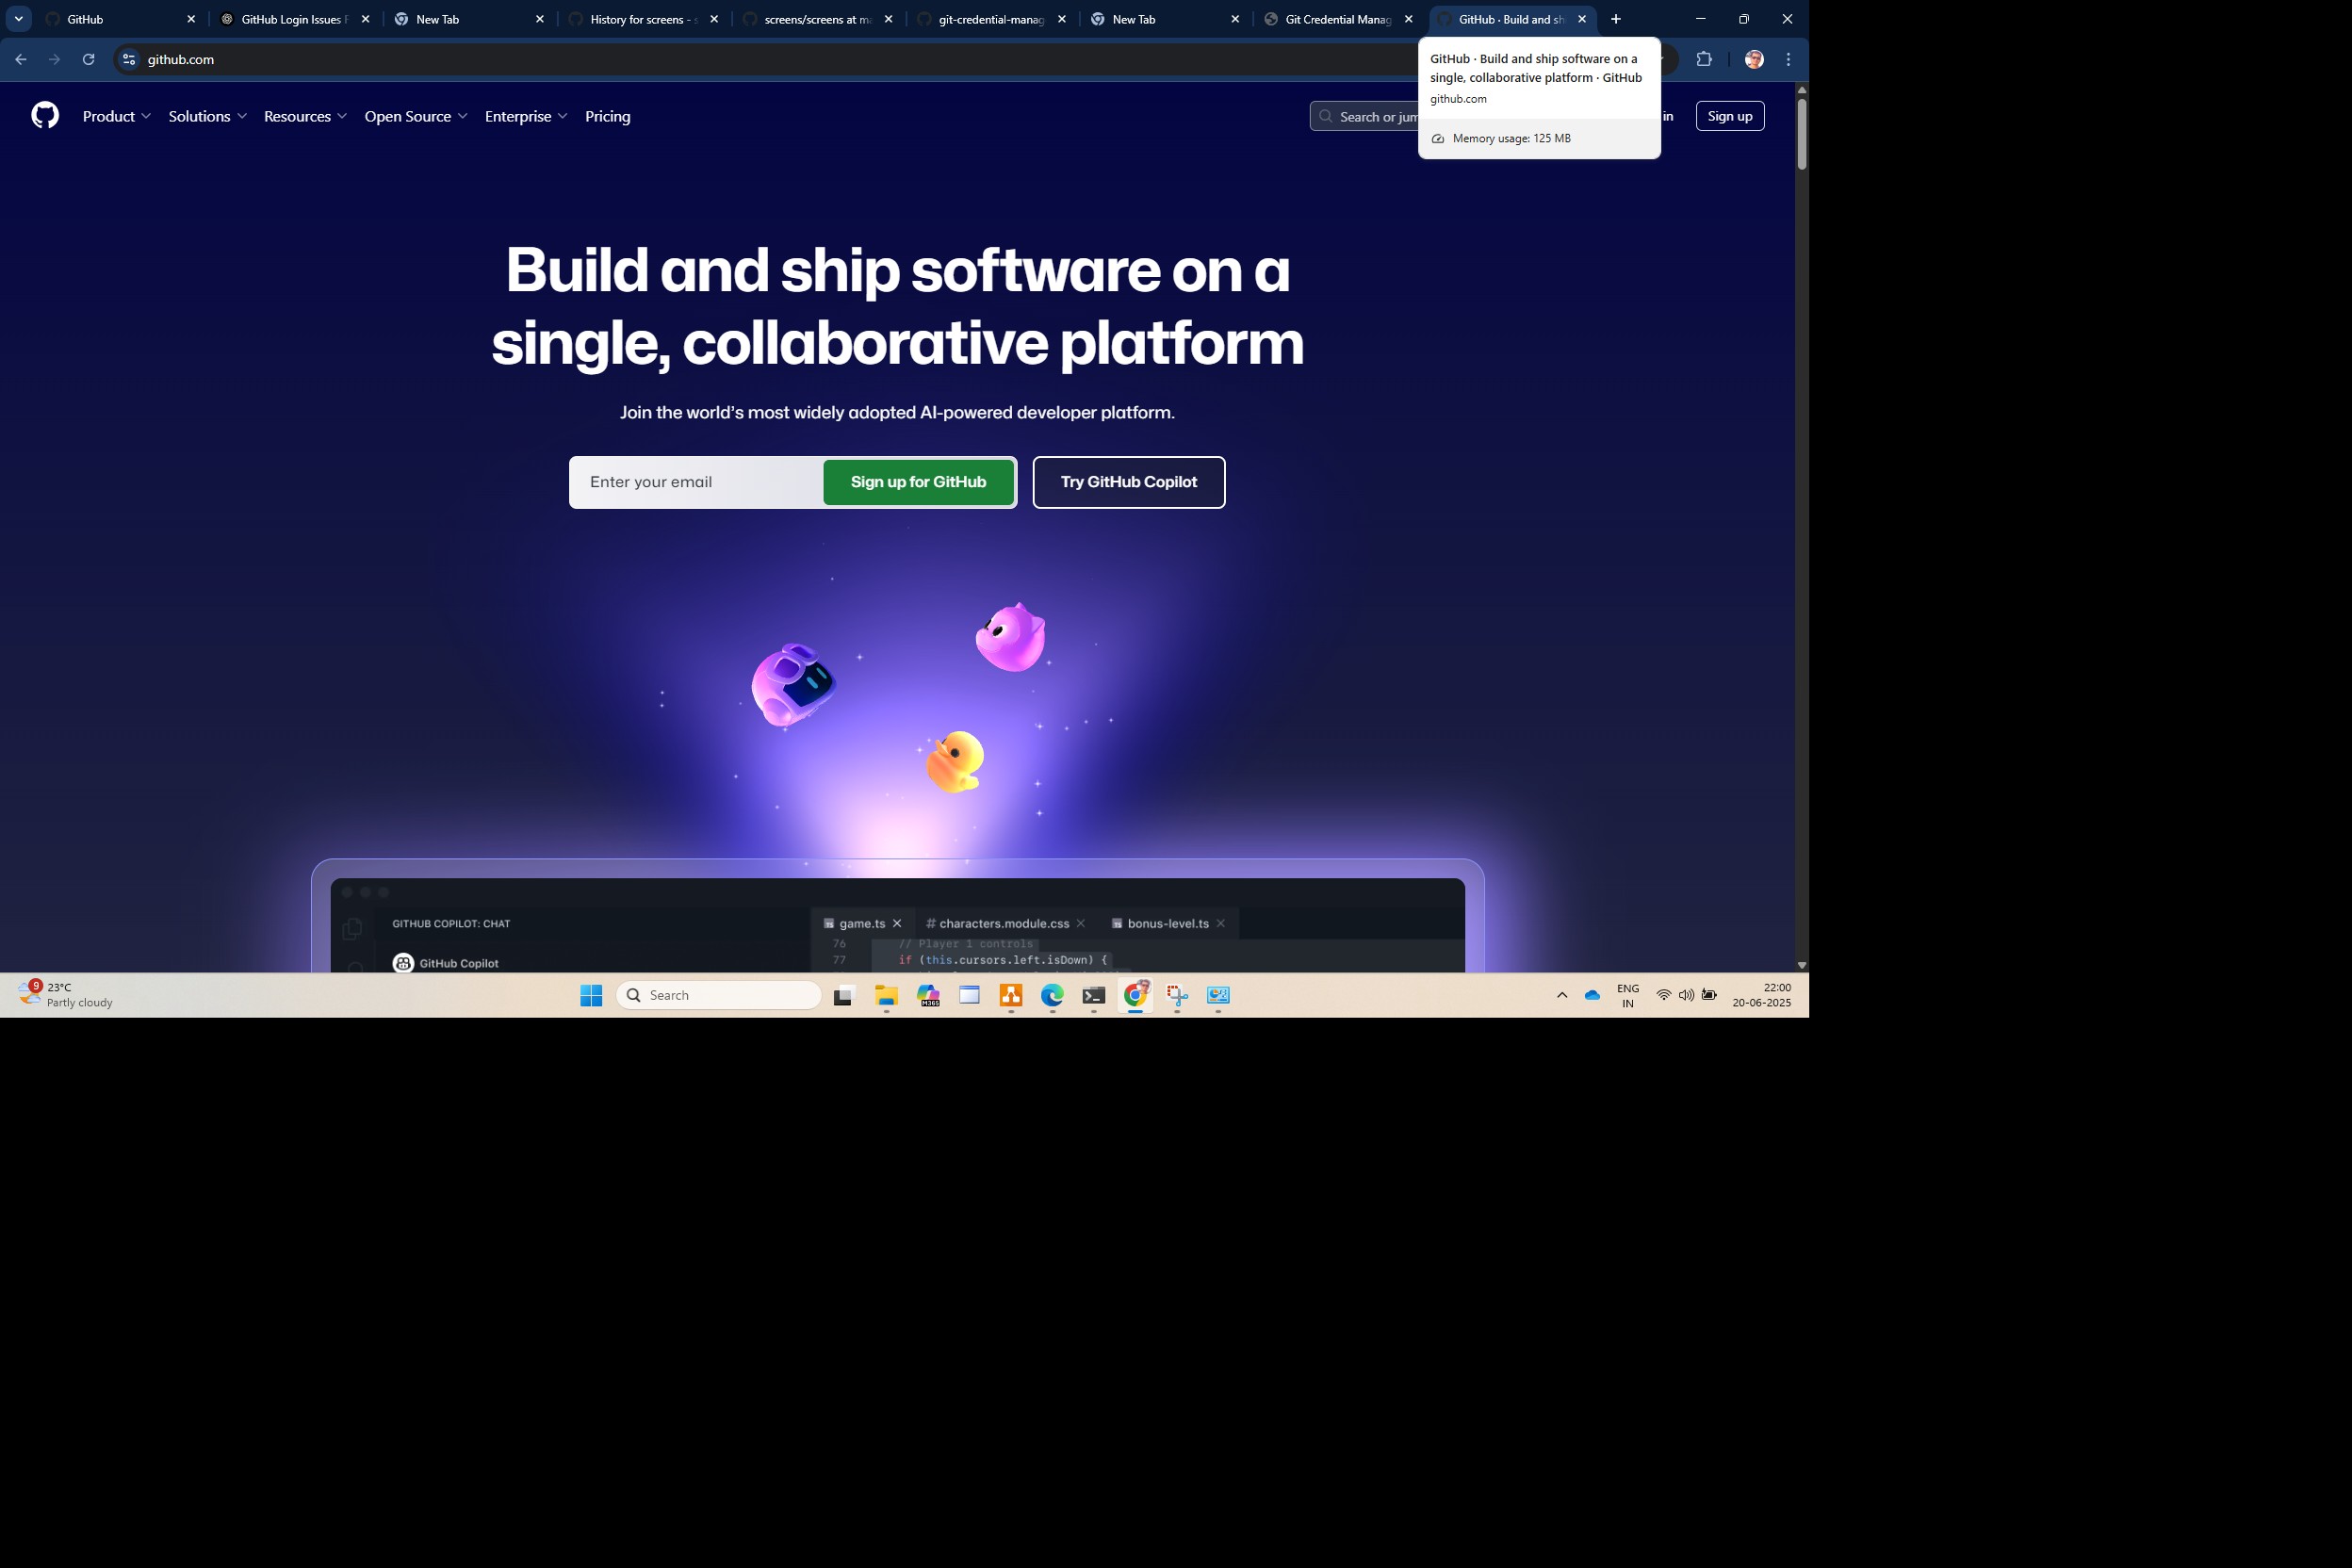 GitHub
GitHub Login Issues F
New Tab
History for screens - s
screens/screens at ma
git-credential-manag
New Tab
Git Credential Manag
GitHub · Build and sh
github.com
GitHub · Build and ship software on a
single, collaborative platform · GitHub
github.com
Memory usage: 125 MB
Product
Solutions
Resources
Open Source
Enterprise
Pricing
Search or jum
in
Sign up
Build and ship software on a
single, collaborative platform
Join the world's most widely adopted AI-powered developer platform.
Enter your email
Sign up for GitHub
Try GitHub Copilot
GITHUB COPILOT: CHAT
GitHub Copilot
game.ts
# characters.module.css
bonus-level.ts
76 // Player 1 controls
77 if (this.cursors.left.isDown) {
9
23°C
Partly cloudy
Search
M365
ENG
IN
22:00
20-06-2025